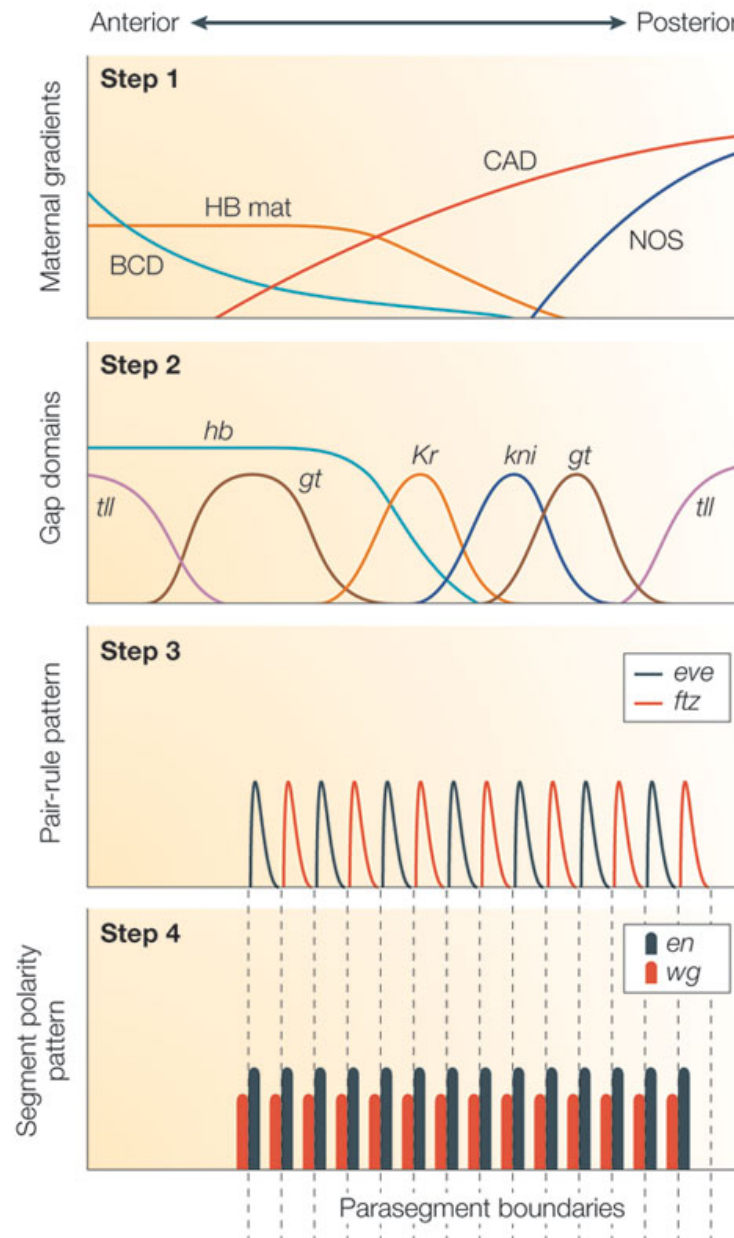 Anterior Posterior
Step 1
Maternal gradients
CAD
HB mat
BCD
NOS
Step 2
Gap domains
hb
Kr
kni
gt
gt
tll
tll
Step 3
Pair-rule pattern
eve
ftz
Step 4
Segment polarity
pattern
en
wg
Parasegment boundaries